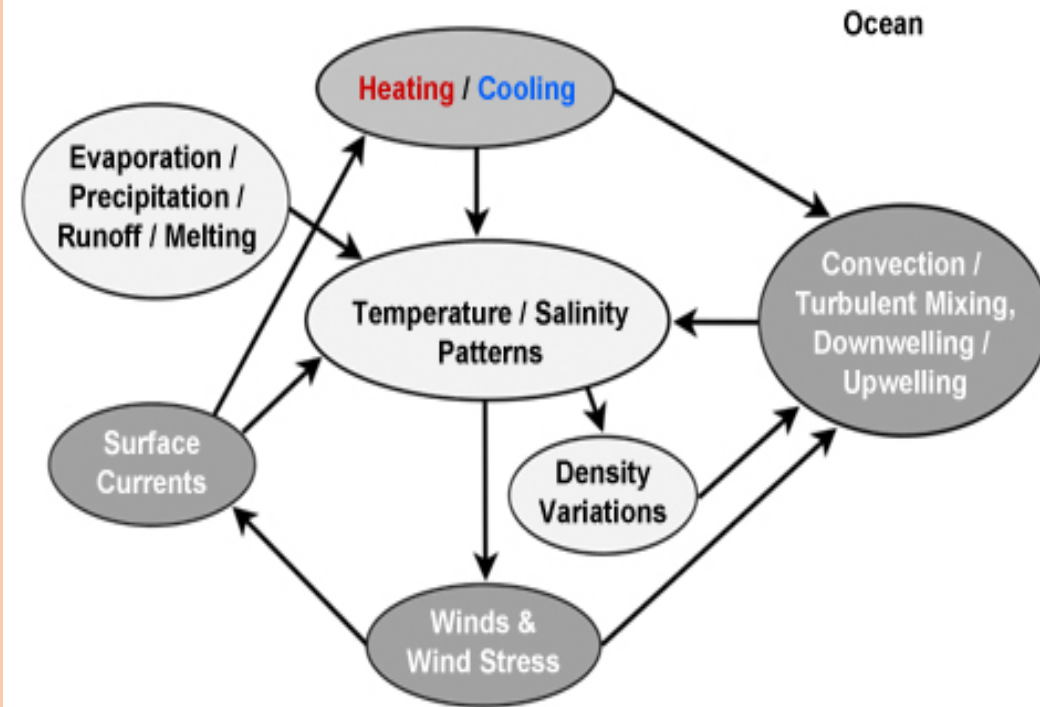 Ocean
Heating / Cooling
Evaporation /
Precipitation /
Runoff / Melting
Convection /
Turbulent Mixing,
Downwelling /
Upwelling
Temperature / Salinity
Patterns
Surface
Currents
Density
Variations
Winds &
Wind Stress